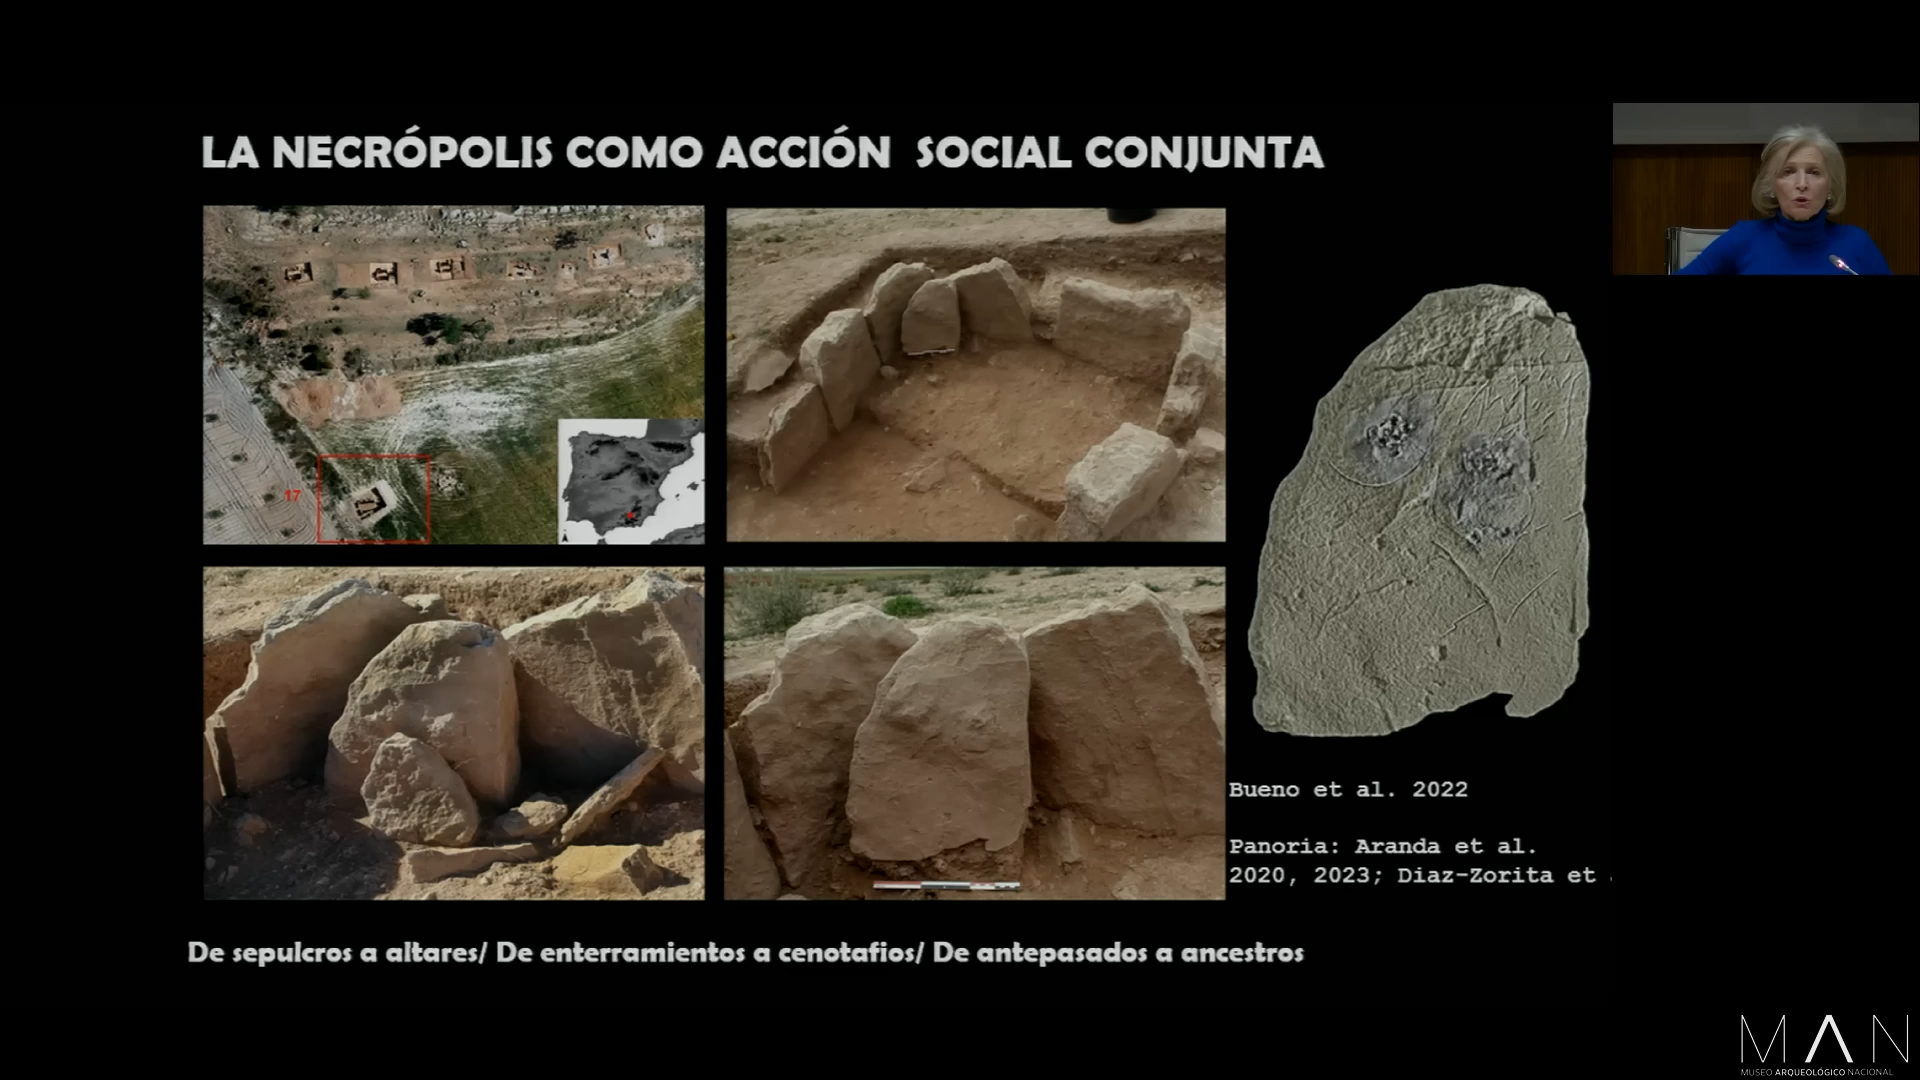 LA NECRÓPOLIS COMO ACCIÓN SOCIAL CONJUNTA
17
Bueno et al. 2022
Panoria: Aranda et al.
2020, 2023; Diaz-Zorita et
De sepulcros a altares/ De enterramientos a cenotafios/ De antepasados a ancestros
MAN
MUSEO ARQUEOLÓGICO NACIONAL